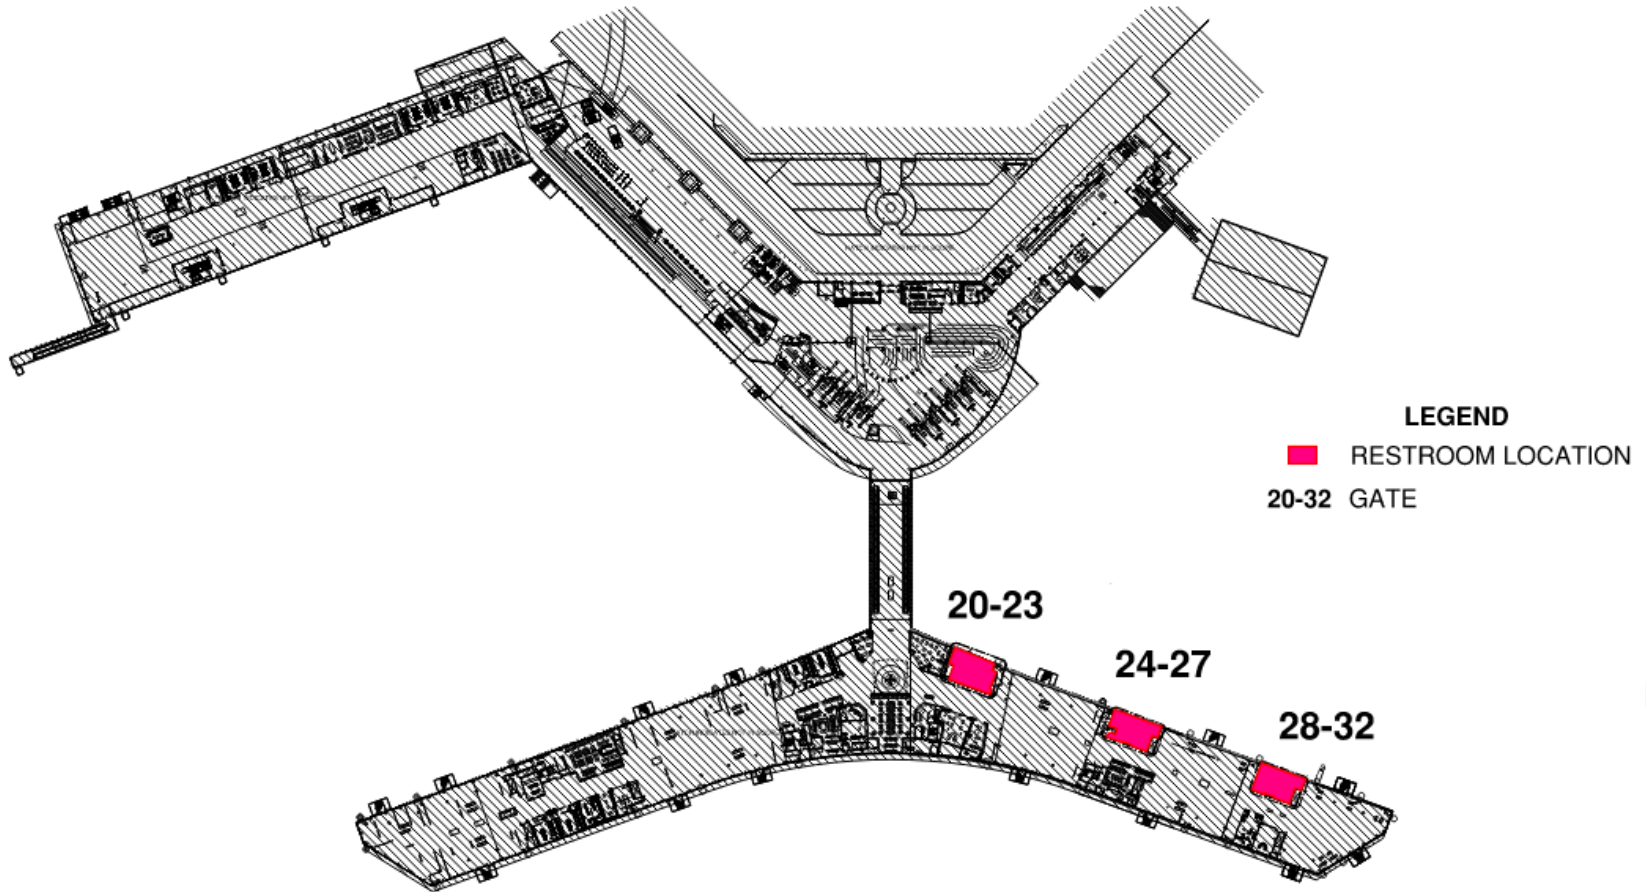 LEGEND
RESTROOM LOCATION
20-32 GATE
20-23
24-27
28-32